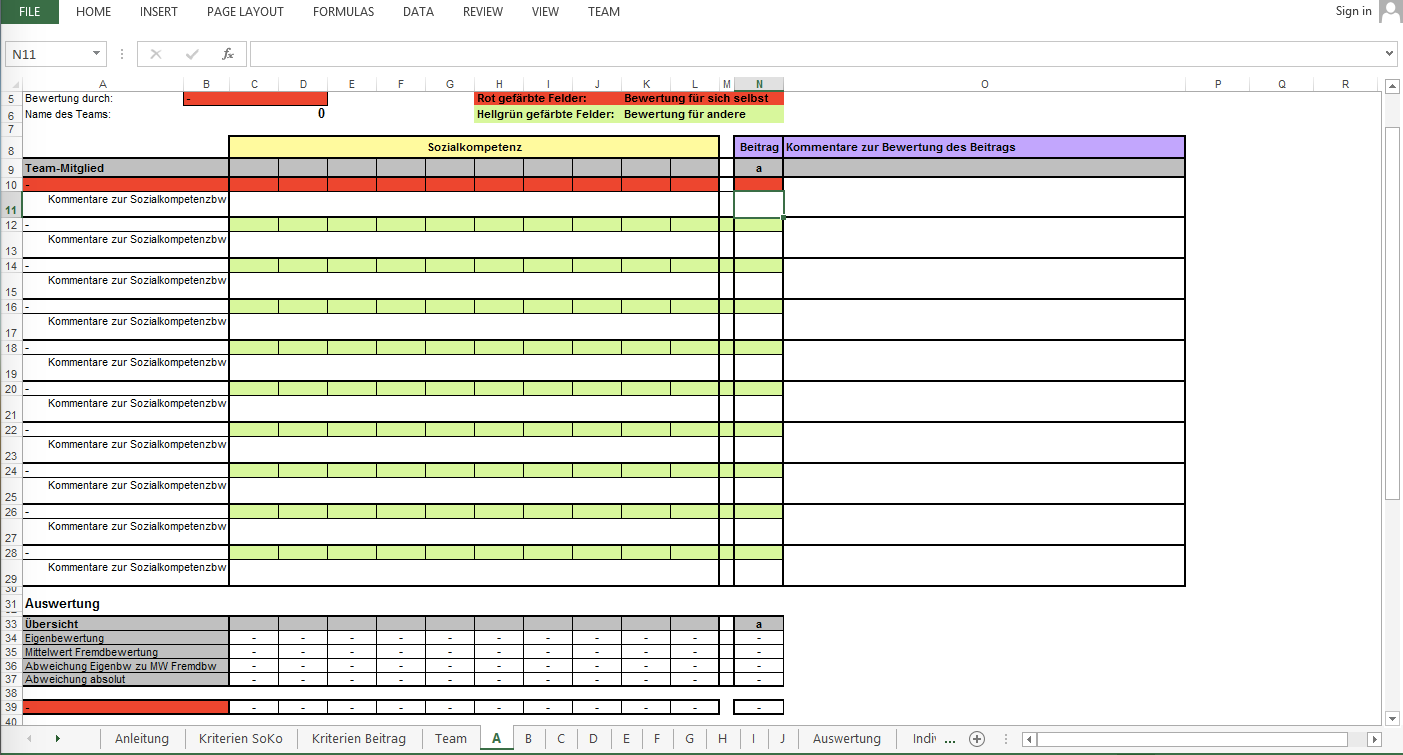 FILE HOME INSERT PAGE LAYOUT FORMULAS DATA REVIEW VIEW TEAM Sign in
N11 fx
A B C D E F G H I J K L M N O P Q R
5 Bewertung durch: - Rot gefärbte Felder: Bewertung für sich selbst
6 Name des Teams: 0 Hellgrün gefärbte Felder: Bewertung für andere
7
8 Sozialkompetenz Beitrag Kommentare zur Bewertung des Beitrags
9 Team-Mitglied a
10 -
11 Kommentare zur Sozialkompetenzbw
12 -
13 Kommentare zur Sozialkompetenzbw
14 -
15 Kommentare zur Sozialkompetenzbw
16 -
17 Kommentare zur Sozialkompetenzbw
18 -
19 Kommentare zur Sozialkompetenzbw
20 -
21 Kommentare zur Sozialkompetenzbw
22 -
23 Kommentare zur Sozialkompetenzbw
24 -
25 Kommentare zur Sozialkompetenzbw
26 -
27 Kommentare zur Sozialkompetenzbw
28 -
29 Kommentare zur Sozialkompetenzbw
30
31 Auswertung
33 Übersicht a
34 Eigenbewertung - - - - - - - - - - -
35 Mittelwert Fremdbewertung - - - - - - - - - - -
36 Abweichung Eigenbw zu MW Fremdbw - - - - - - - - - - -
37 Abweichung absolut - - - - - - - - - - -
38
39 - - - - - - - - - - - -
40
Anleitung Kriterien SoKo Kriterien Beitrag Team A B C D E F G H I J Auswertung Indiv ...